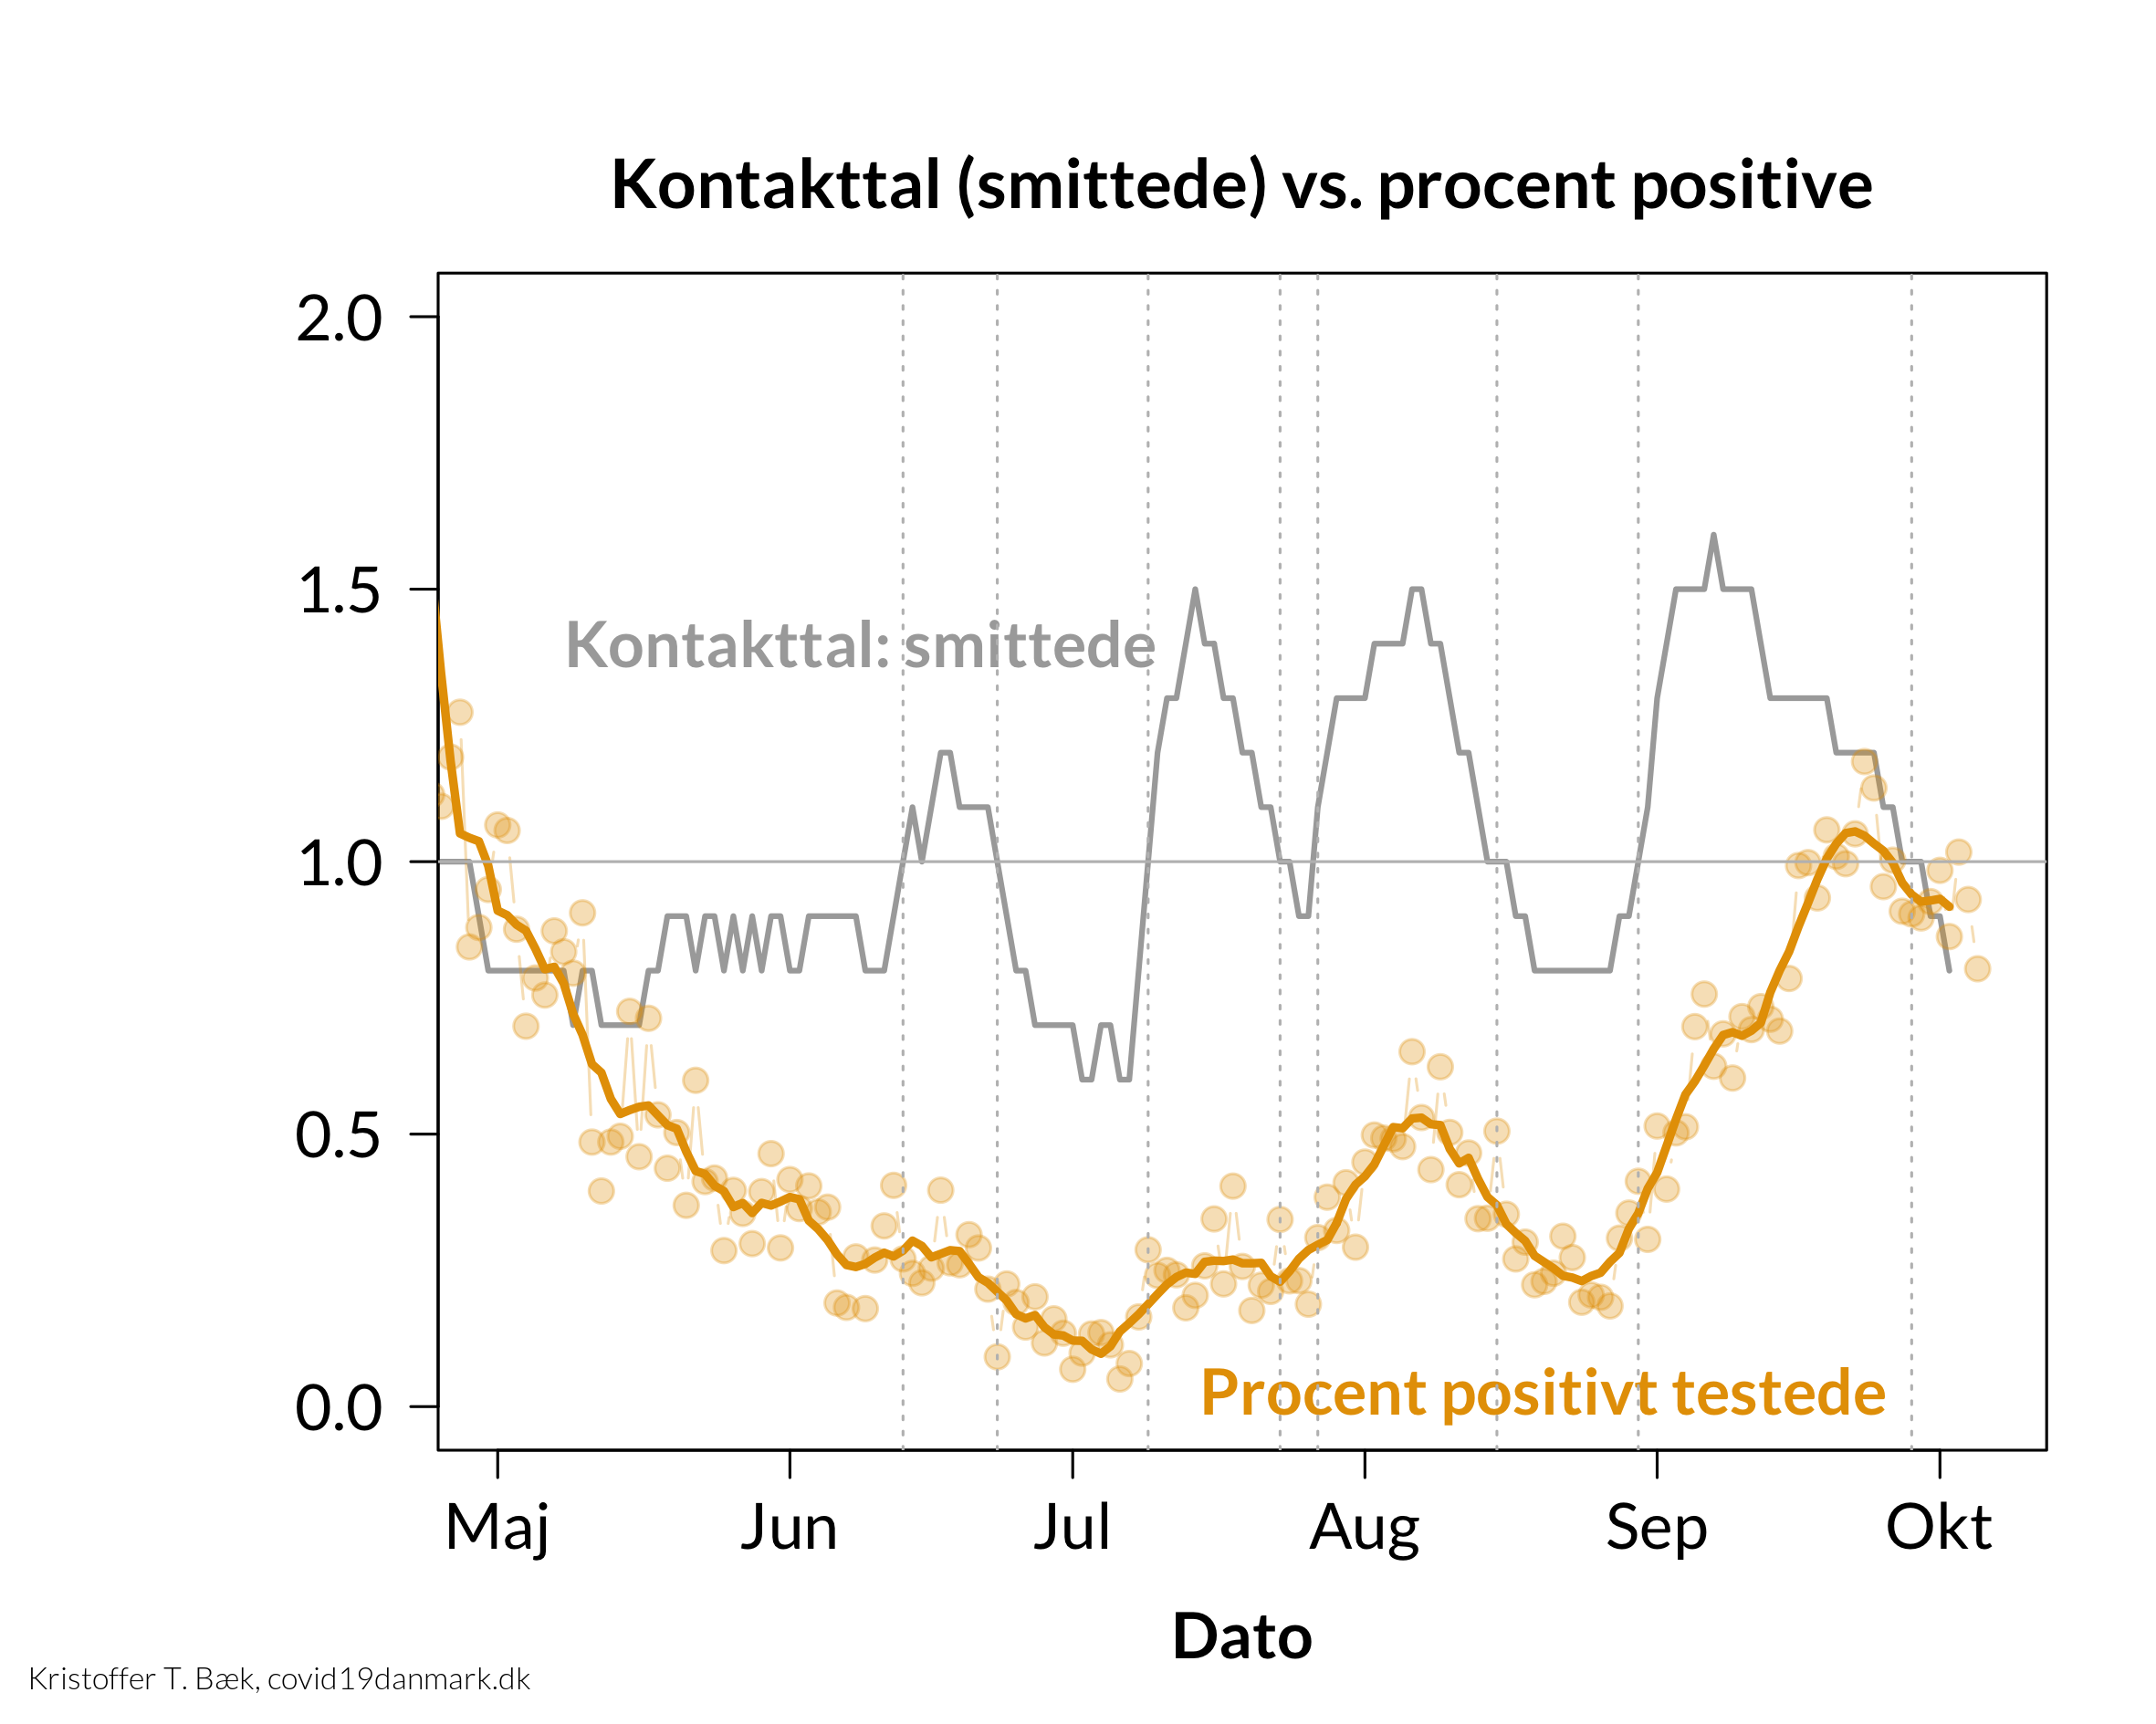 Kontakttal (smittede) vs. procent positive
2.0
1.5
Kontakttal: smittede
1.0
0.5
Procent positivt testede
0.0
Maj Jun Jul Aug Sep Okt
Dato
Kristoffer T. Bæk, covid19danmark.dk